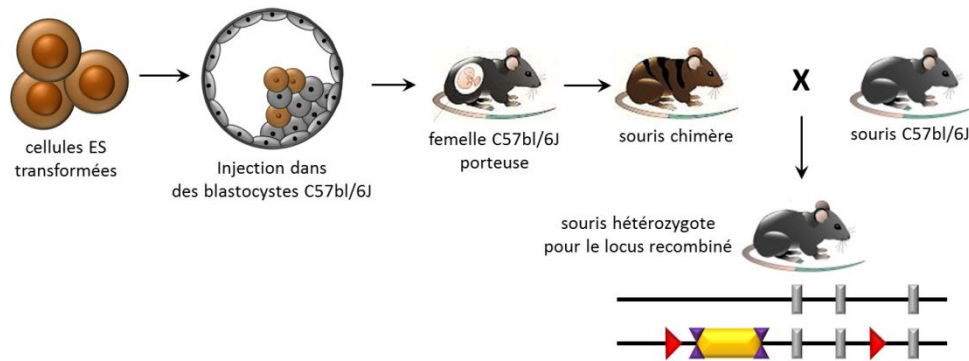 cellules ES
transformées
Injection dans
des blastocystes C57bl/6J
femelle C57bl/6J
porteuse
souris chimère
X
souris C57bl/6J
souris hétérozygote
pour le locus recombiné